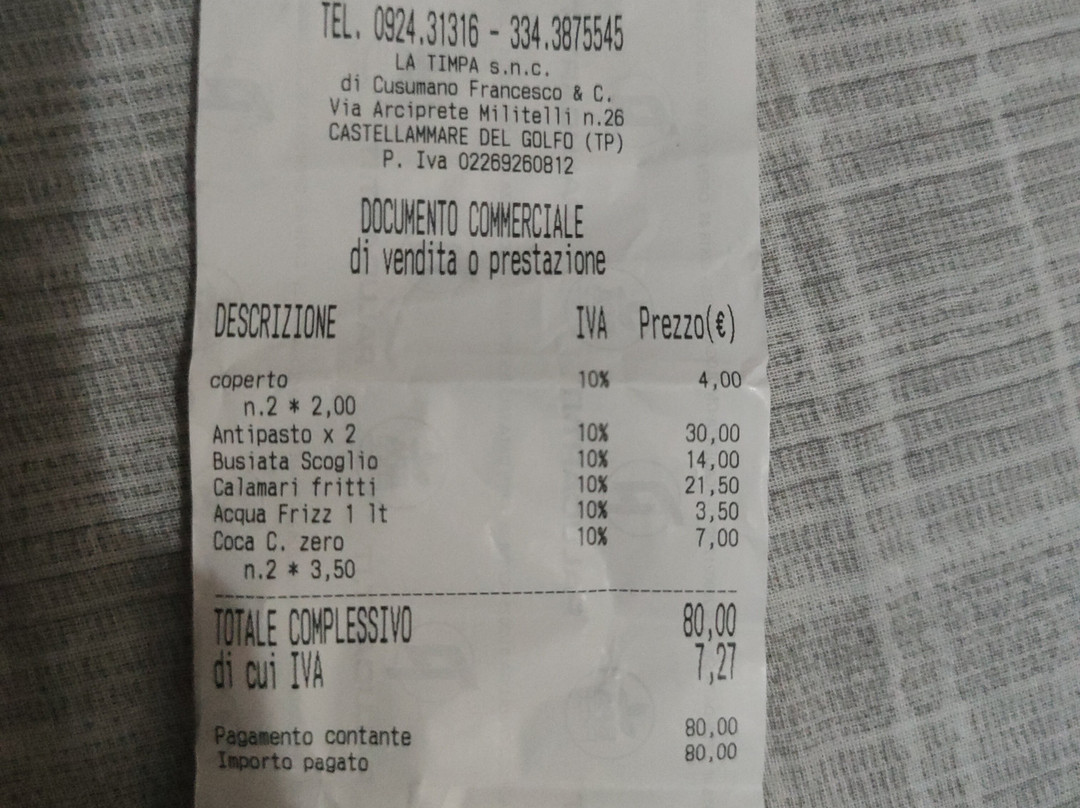 TEL. 0924.31316 - 334.3875545
LA TIMPA s.n.c.
di Cusumano Francesco & C.
Via Arciprete Militelli n.26
CASTELLAMMARE DEL GOLFO (TP)
P. Iva 02269260812
DOCUMENTO COMMERCIALE
di vendita o prestazione
DESCRIZIONE IVA Prezzo(€)
coperto 10% 4,00
n.2 * 2,00
Antipasto x 2 10% 30,00
Busiata Scoglio 10% 14,00
Calamari fritti 10% 21,50
Acqua Frizz 1 lt 10% 3,50
Coca C. zero 10% 7,00
n.2 * 3,50
TOTALE COMPLESSIVO 80,00
di cui IVA 7,27
Pagamento contante 80,00
Importo pagato 80,00